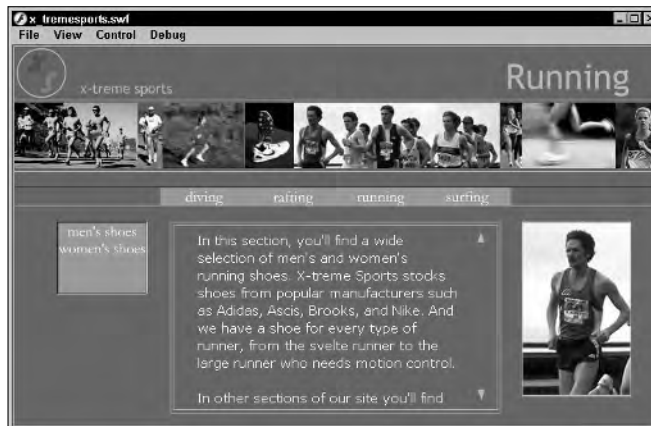 x_tremesports.swf
File View Control Debug
x-treme sports
Running
diving rafting running surfing
men's shoes
women's shoes
In this section, you'll find a wide
selection of men's and women's
running shoes. X-treme Sports stocks
shoes from popular manufacturers such
as Adidas, Ascis, Brooks, and Nike. And
we have a shoe for every type of
runner, from the svelte runner to the
large runner who needs motion control.
In other sections of our site you'll find